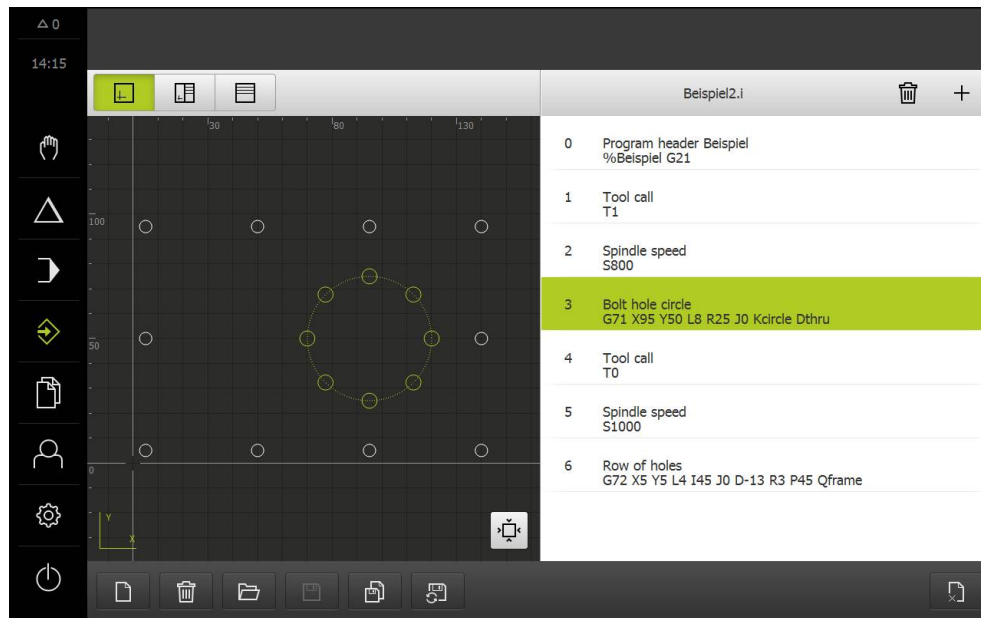 0
14:15
Beispiel2.i
30 80 130
100
50
0
Y
X
0 Program header Beispiel
%Beispiel G21
1 Tool call
T1
2 Spindle speed
S800
3 Bolt hole circle
G71 X95 Y50 L8 R25 J0 Kcircle Dthru
4 Tool call
T0
5 Spindle speed
S1000
6 Row of holes
G72 X5 Y5 L4 I45 J0 D-13 R3 P45 Qframe